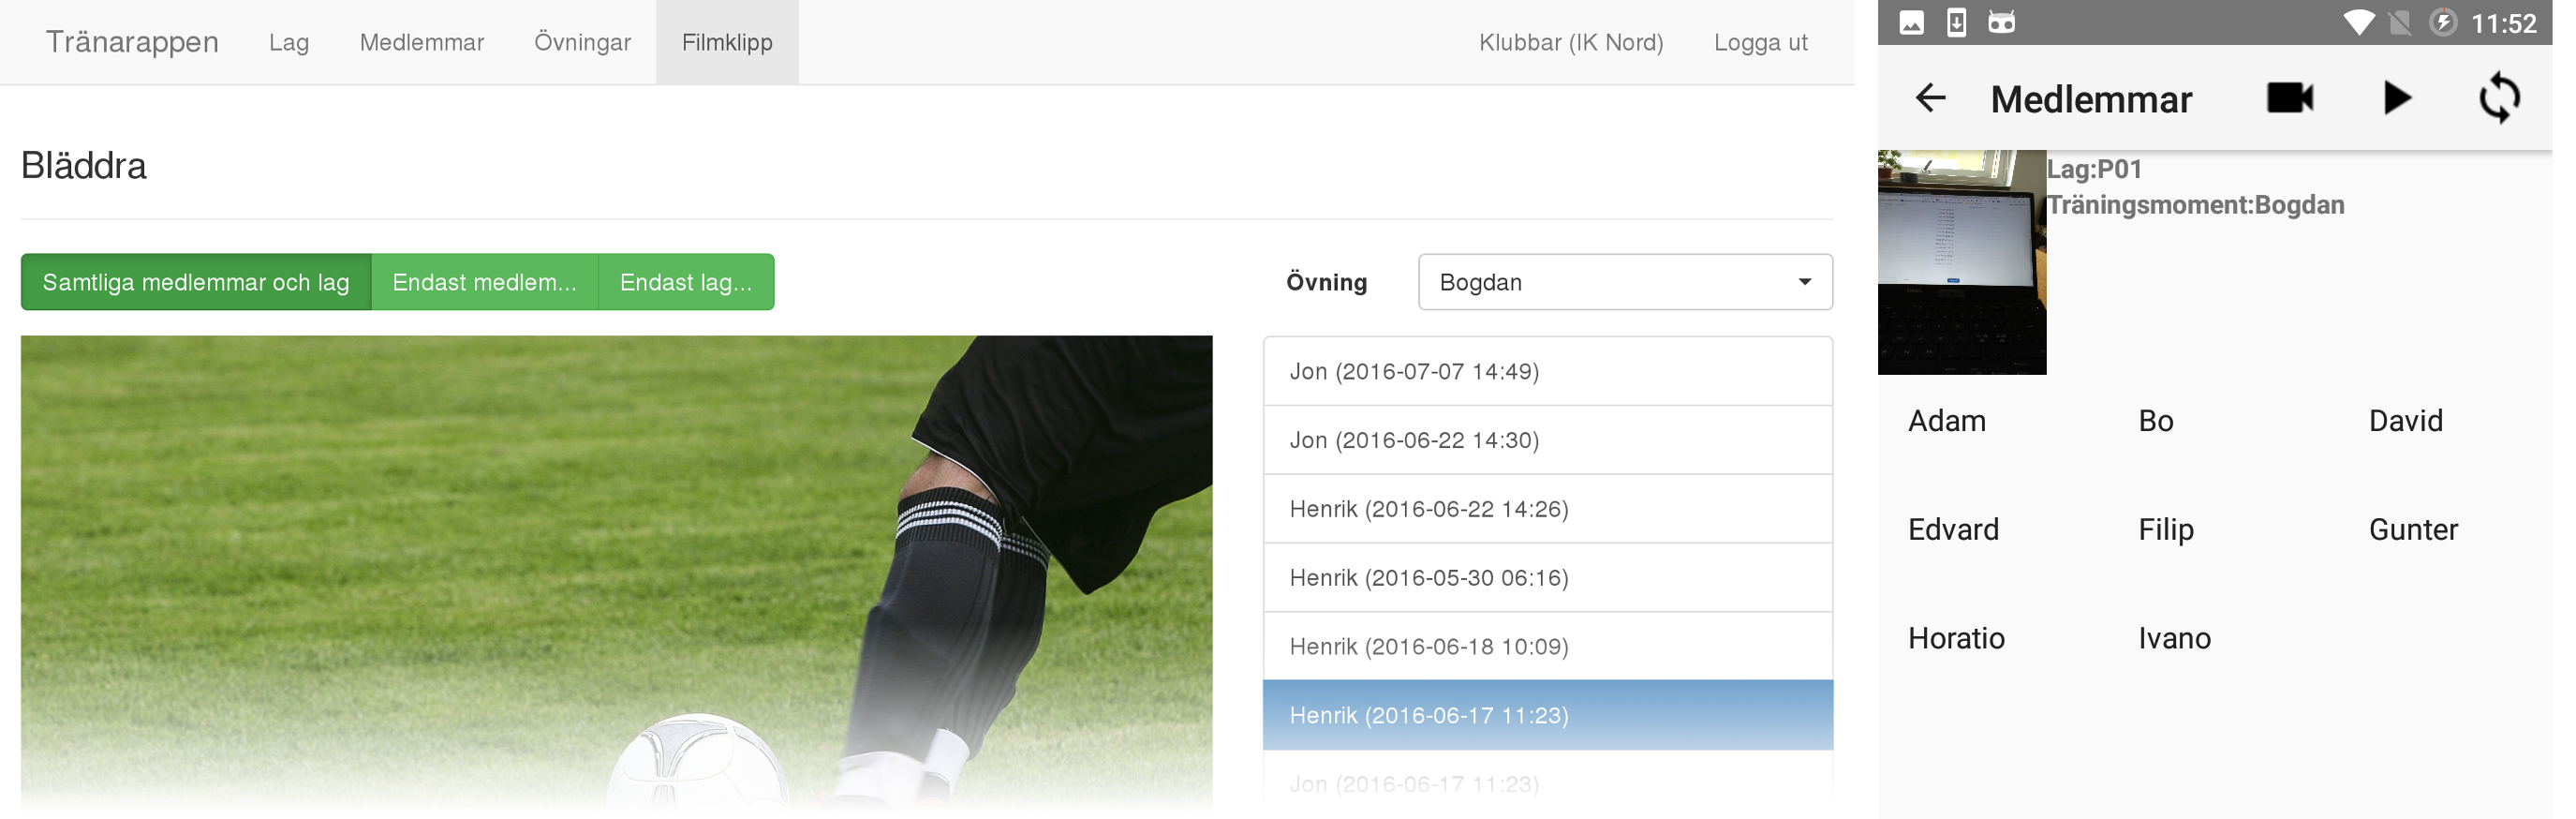 Tränarappen Lag Medlemmar Övningar Filmklipp Klubbar (IK Nord) Logga ut
Bläddra
Samtliga medlemmar och lag Endast medlem... Endast lag...
Övning Bogdan
Jon (2016-07-07 14:49)
Jon (2016-06-22 14:30)
Henrik (2016-06-22 14:26)
Henrik (2016-05-30 06:16)
Henrik (2016-06-18 10:09)
Henrik (2016-06-17 11:23)
Jon (2016-06-17 11:23)
11:52
Medlemmar
Lag:P01
Träningsmoment:Bogdan
Adam Bo David
Edvard Filip Gunter
Horatio Ivano